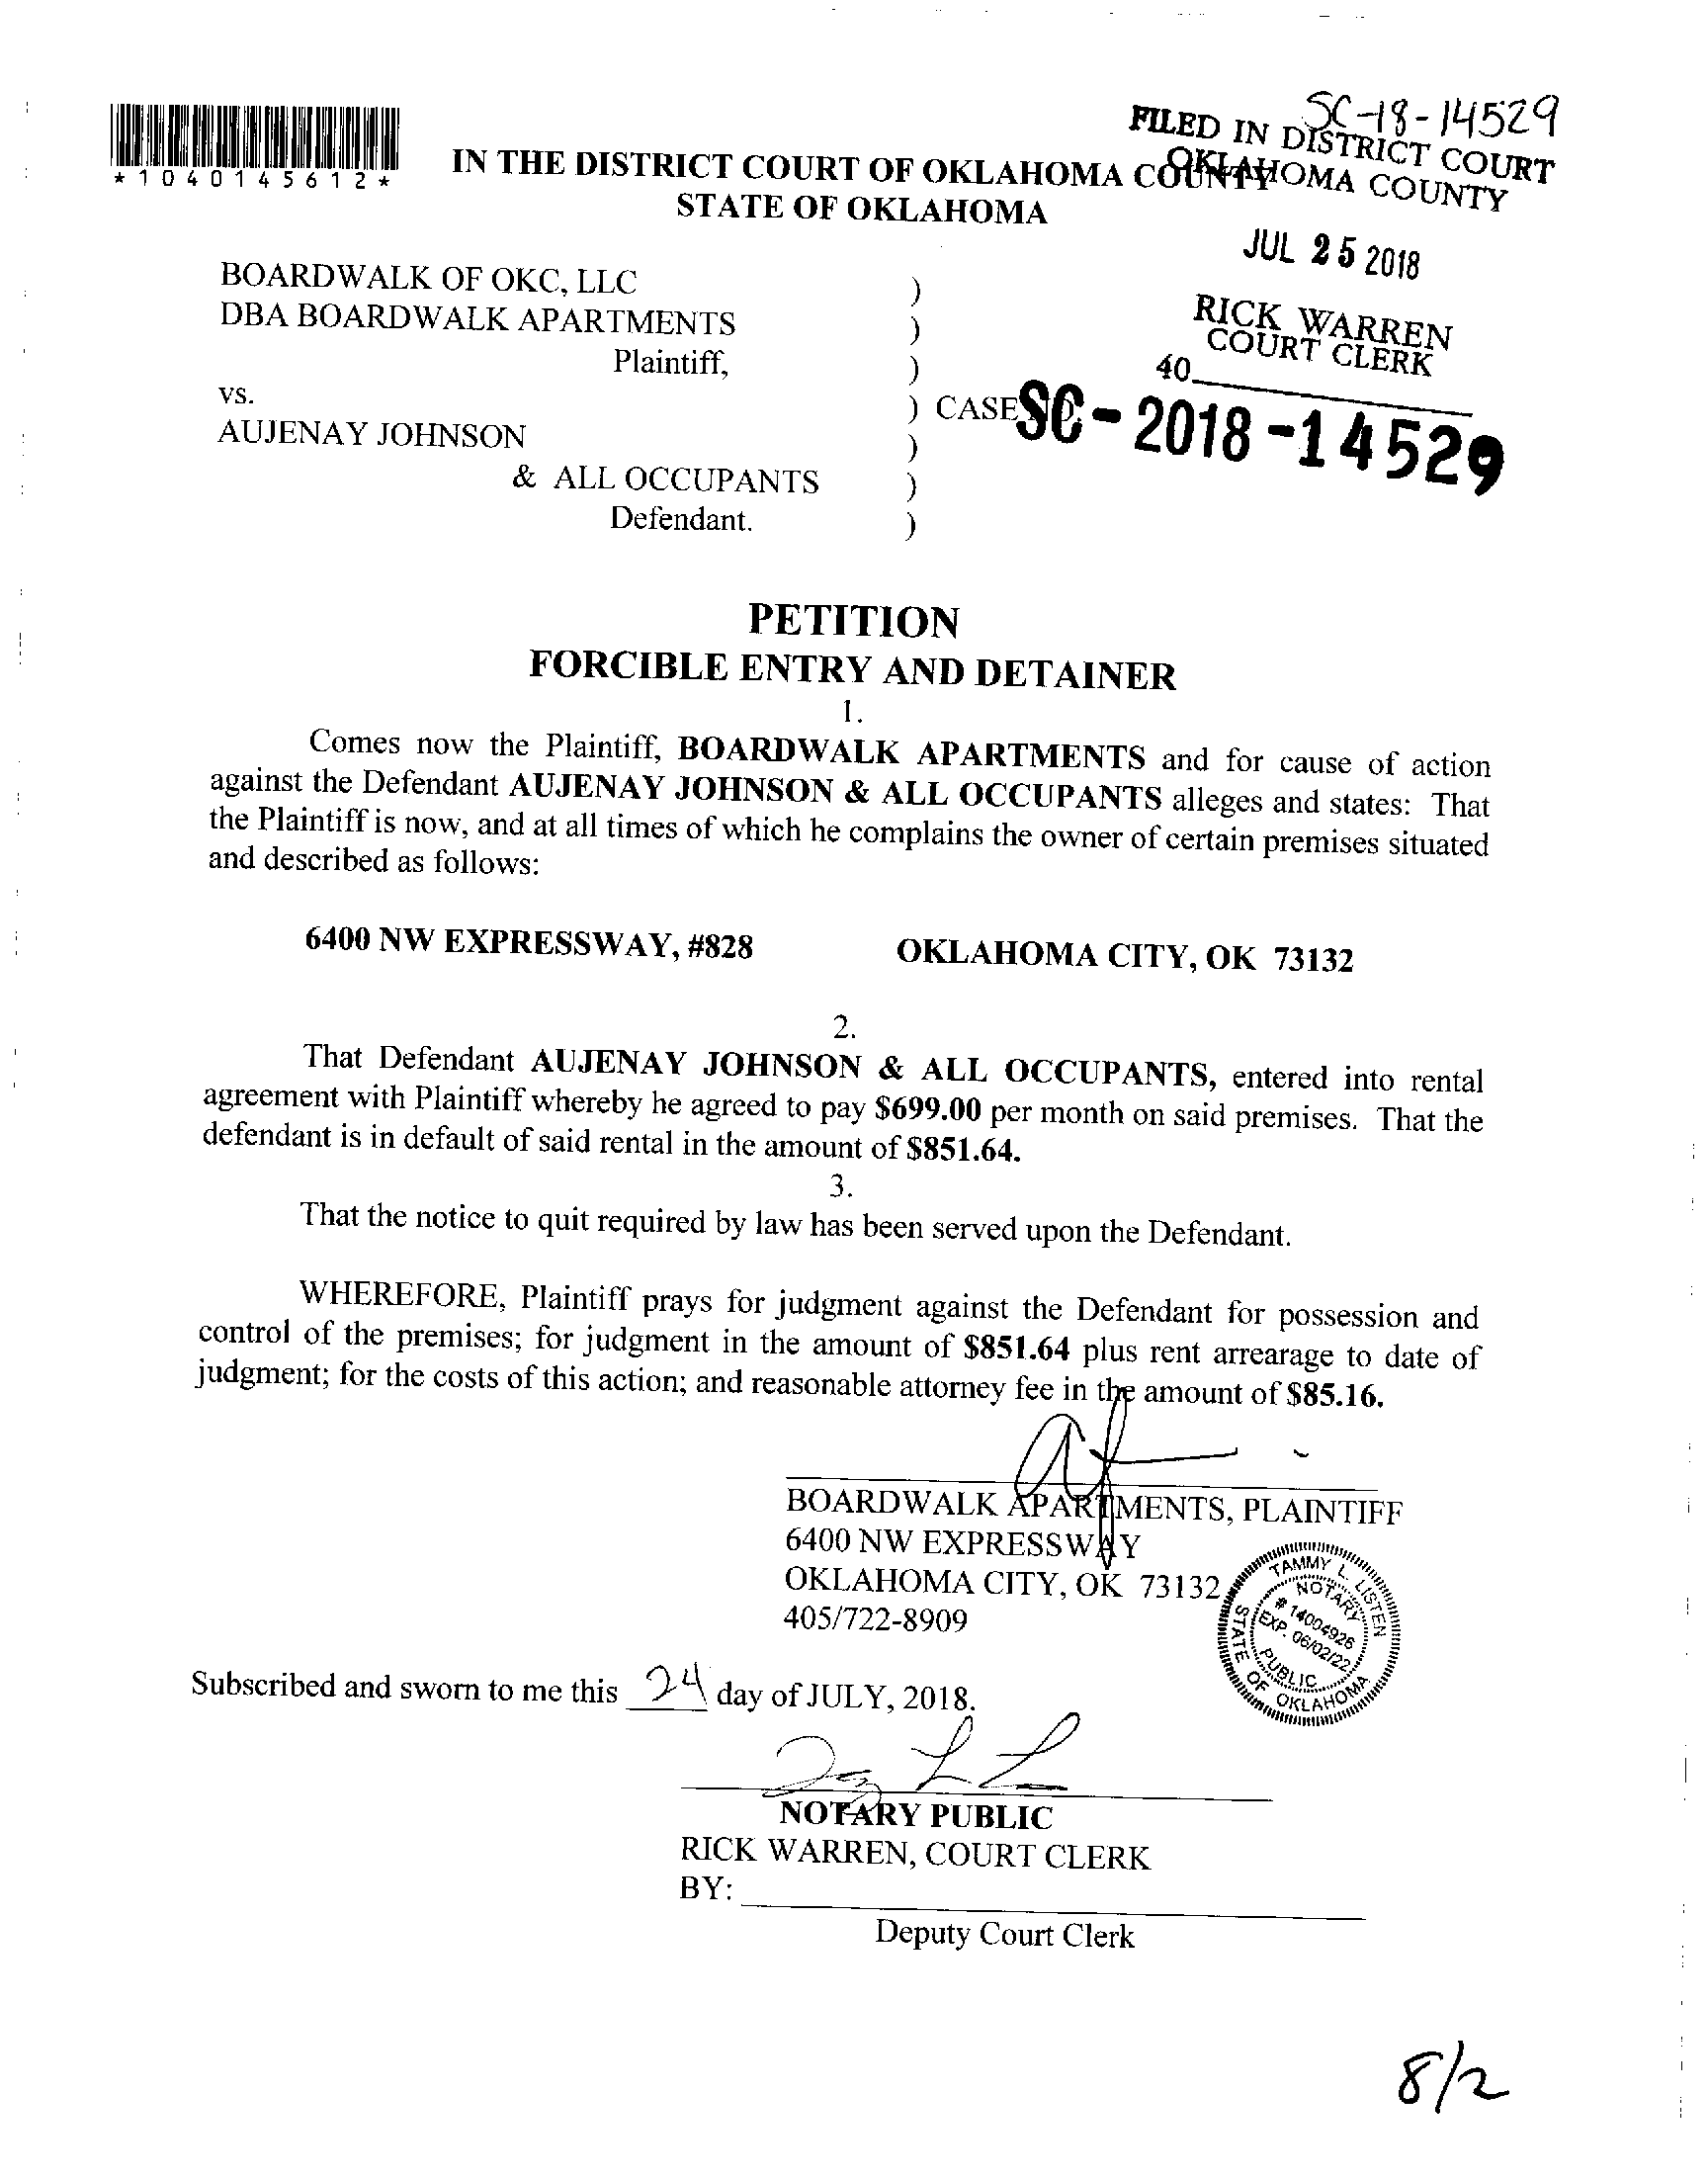 SC-18-14529
FILED IN DISTRICT COURT
OKLAHOMA COUNTY
*1040145612*
IN THE DISTRICT COURT OF OKLAHOMA COUNTY
STATE OF OKLAHOMA
JUL 25 2018
RICK WARREN
COURT CLERK
40
BOARDWALK OF OKC, LLC )
DBA BOARDWALK APARTMENTS )
Plaintiff, )
vs. ) CASE NO.
SC-2018-14529
AUJENAY JOHNSON )
& ALL OCCUPANTS )
Defendant. )
PETITION
FORCIBLE ENTRY AND DETAINER
1.
Comes now the Plaintiff, BOARDWALK APARTMENTS and for cause of action
against the Defendant AUJENAY JOHNSON & ALL OCCUPANTS alleges and states: That
the Plaintiff is now, and at all times of which he complains the owner of certain premises situated
and described as follows:
6400 NW EXPRESSWAY, #828 OKLAHOMA CITY, OK 73132
2.
That Defendant AUJENAY JOHNSON & ALL OCCUPANTS, entered into rental
agreement with Plaintiff whereby he agreed to pay $699.00 per month on said premises. That the
defendant is in default of said rental in the amount of $851.64.
3.
That the notice to quit required by law has been served upon the Defendant.
WHEREFORE, Plaintiff prays for judgment against the Defendant for possession and
control of the premises; for judgment in the amount of $851.64 plus rent arrearage to date of
judgment; for the costs of this action; and reasonable attorney fee in the amount of $85.16.
BOARDWALK APARTMENTS, PLAINTIFF
6400 NW EXPRESSWAY
OKLAHOMA CITY, OK 73132
405/722-8909
TAMMY L. LISTEN
NOTARY
# 14004926
EXP. 06/02/22
PUBLIC
STATE OF OKLAHOMA
Subscribed and sworn to me this 24 day of JULY, 2018.
NOTARY PUBLIC
RICK WARREN, COURT CLERK
BY:
Deputy Court Clerk
8/2